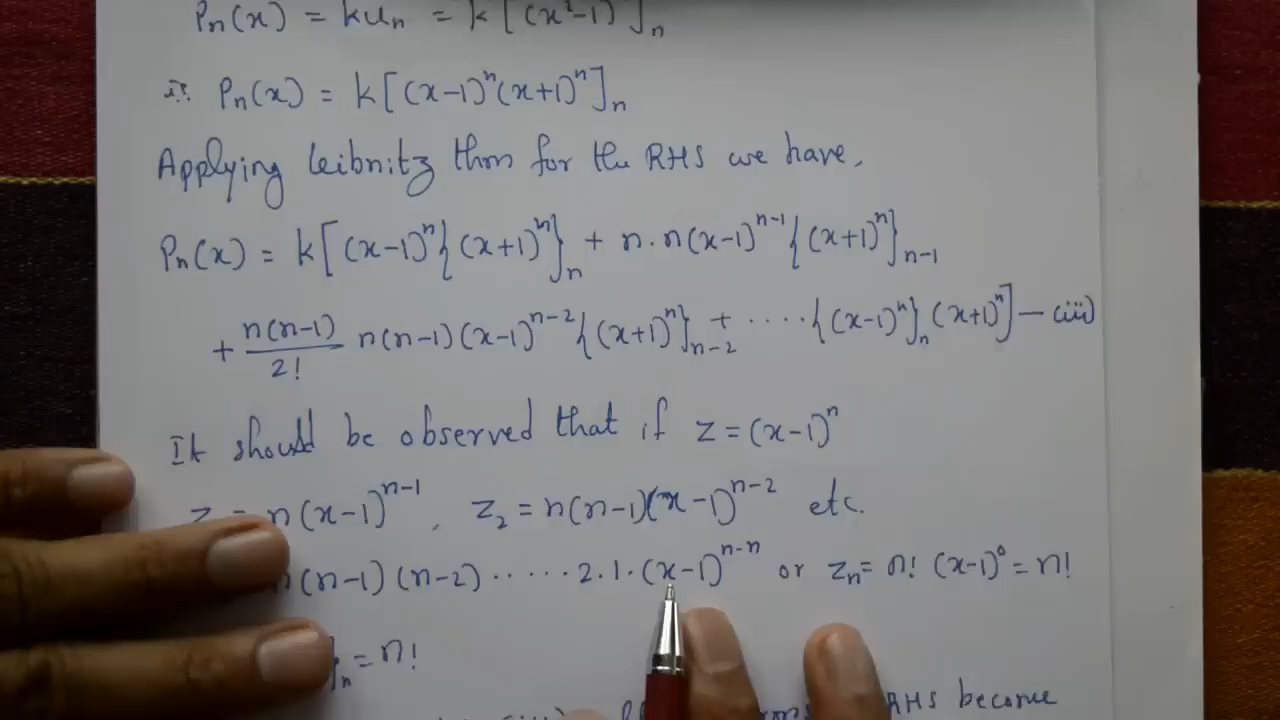 Pn(x) = kun = k[(x²-1)]n
∴ Pn(x) = k[(x-1)ⁿ(x+1)ⁿ]n
Applying Leibnitz thm for the RHS we have,
Pn(x) = k[(x-1)ⁿ{(x+1)ⁿ}n + n.n(x-1)ⁿ⁻¹{(x+1)ⁿ}n-1
+ n(n-1)/2! n(n-1)(x-1)ⁿ⁻²{(x+1)ⁿ}n-2 + ....{(x-1)ⁿ}n (x+1)ⁿ] — (iii)
It should be observed that if z = (x-1)ⁿ
= n(x-1)ⁿ⁻¹, z₂ = n(n-1)(x-1)ⁿ⁻² etc.
(n-1)(n-2)......2.1.(x-1)ⁿ⁻ⁿ or zn = n! (x-1)⁰ = n!
]n = n!
RHS become